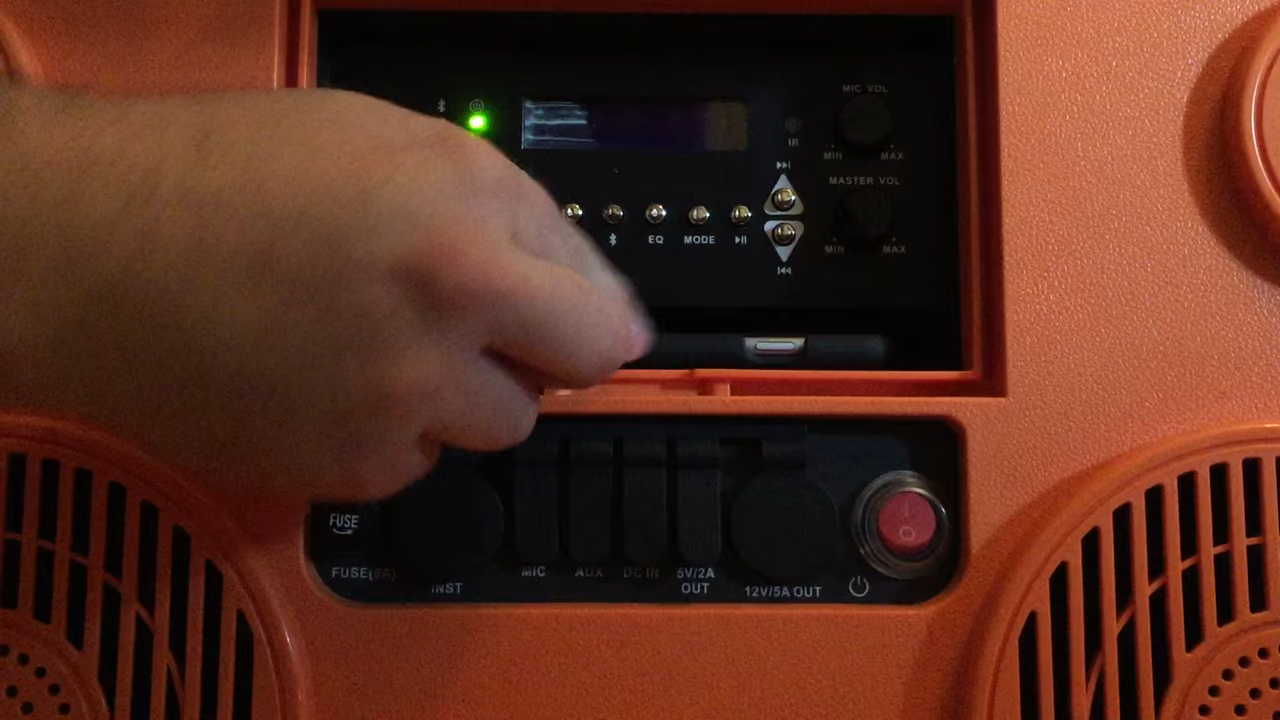 MIC VOL
IR
MIN MAX
MASTER VOL
EQ MODE
MIN MAX
FUSE
FUSE(5A) INST MIC AUX DC IN 5V/2A OUT 12V/5A OUT